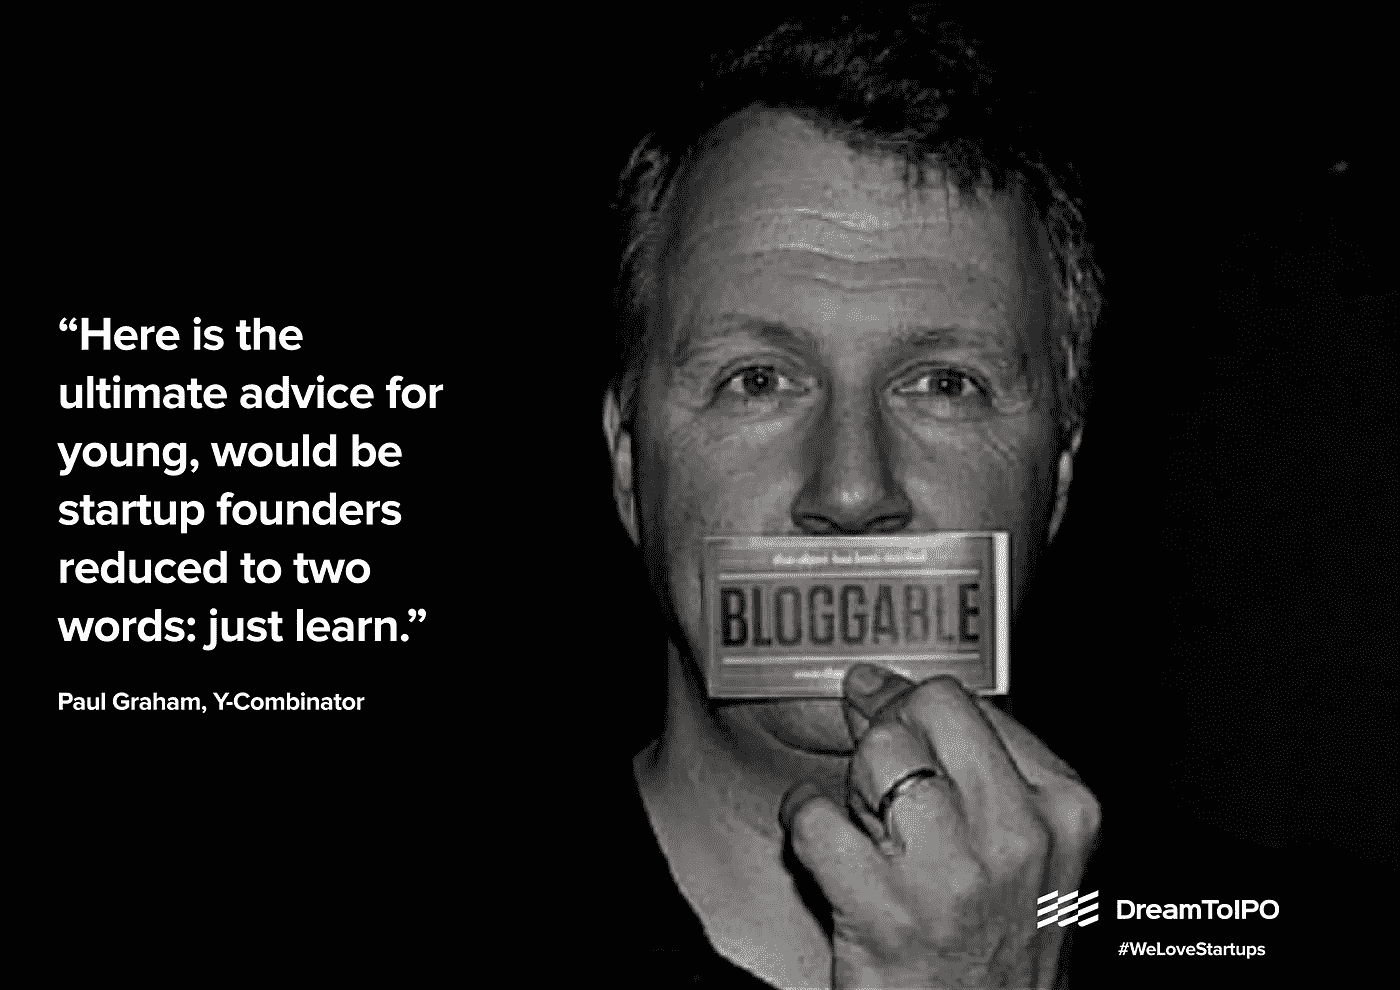 “Here is the
ultimate advice for
young, would be
startup founders
reduced to two
words: just learn.”
Paul Graham, Y-Combinator
BLOGGABLE
DreamToIPO
#WeLoveStartups